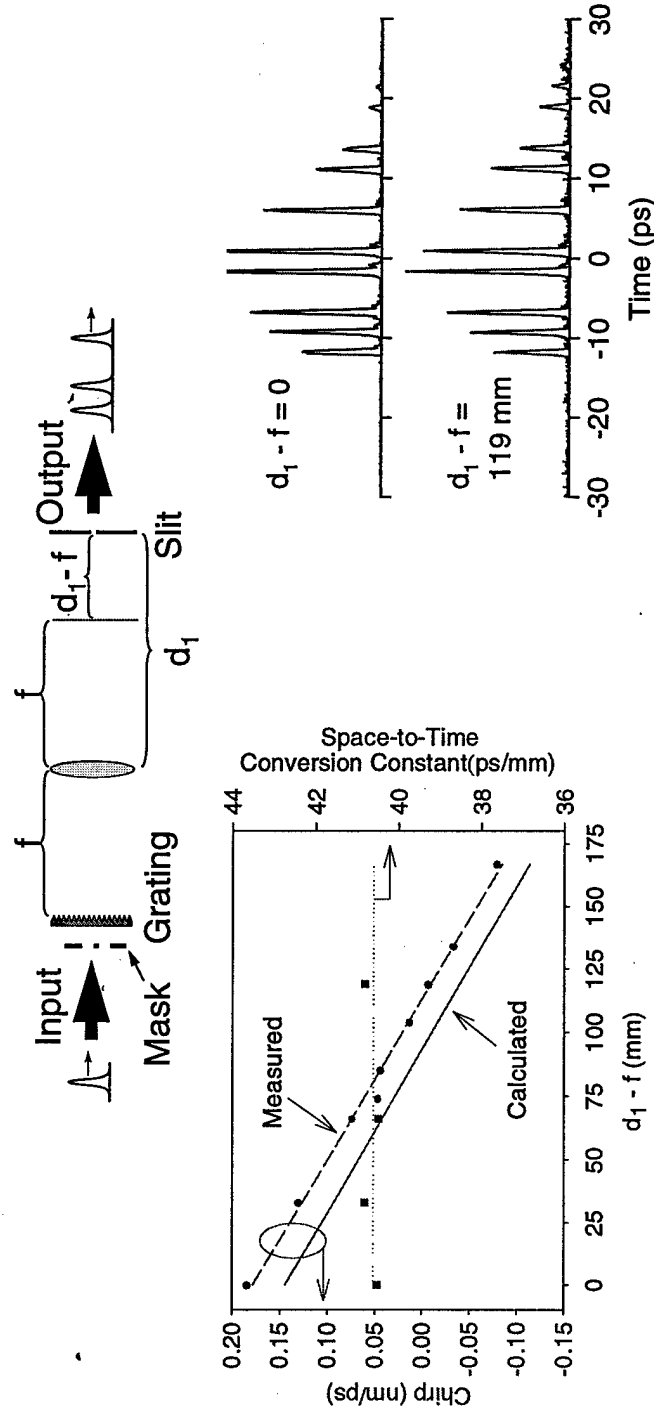 Input
Mask
Grating
f
f
d₁ - f
d₁
Slit
Output
Chirp (nm/ps)
0.20
0.15
0.10
0.05
0.00
-0.05
-0.10
-0.15
Measured
Calculated
0 25 50 75 100 125 150 175
d₁ - f (mm)
44
42
40
38
36
Space-to-Time
Conversion Constant(ps/mm)
d₁ - f = 0
d₁ - f =
119 mm
-30 -20 -10 0 10 20 30
Time (ps)